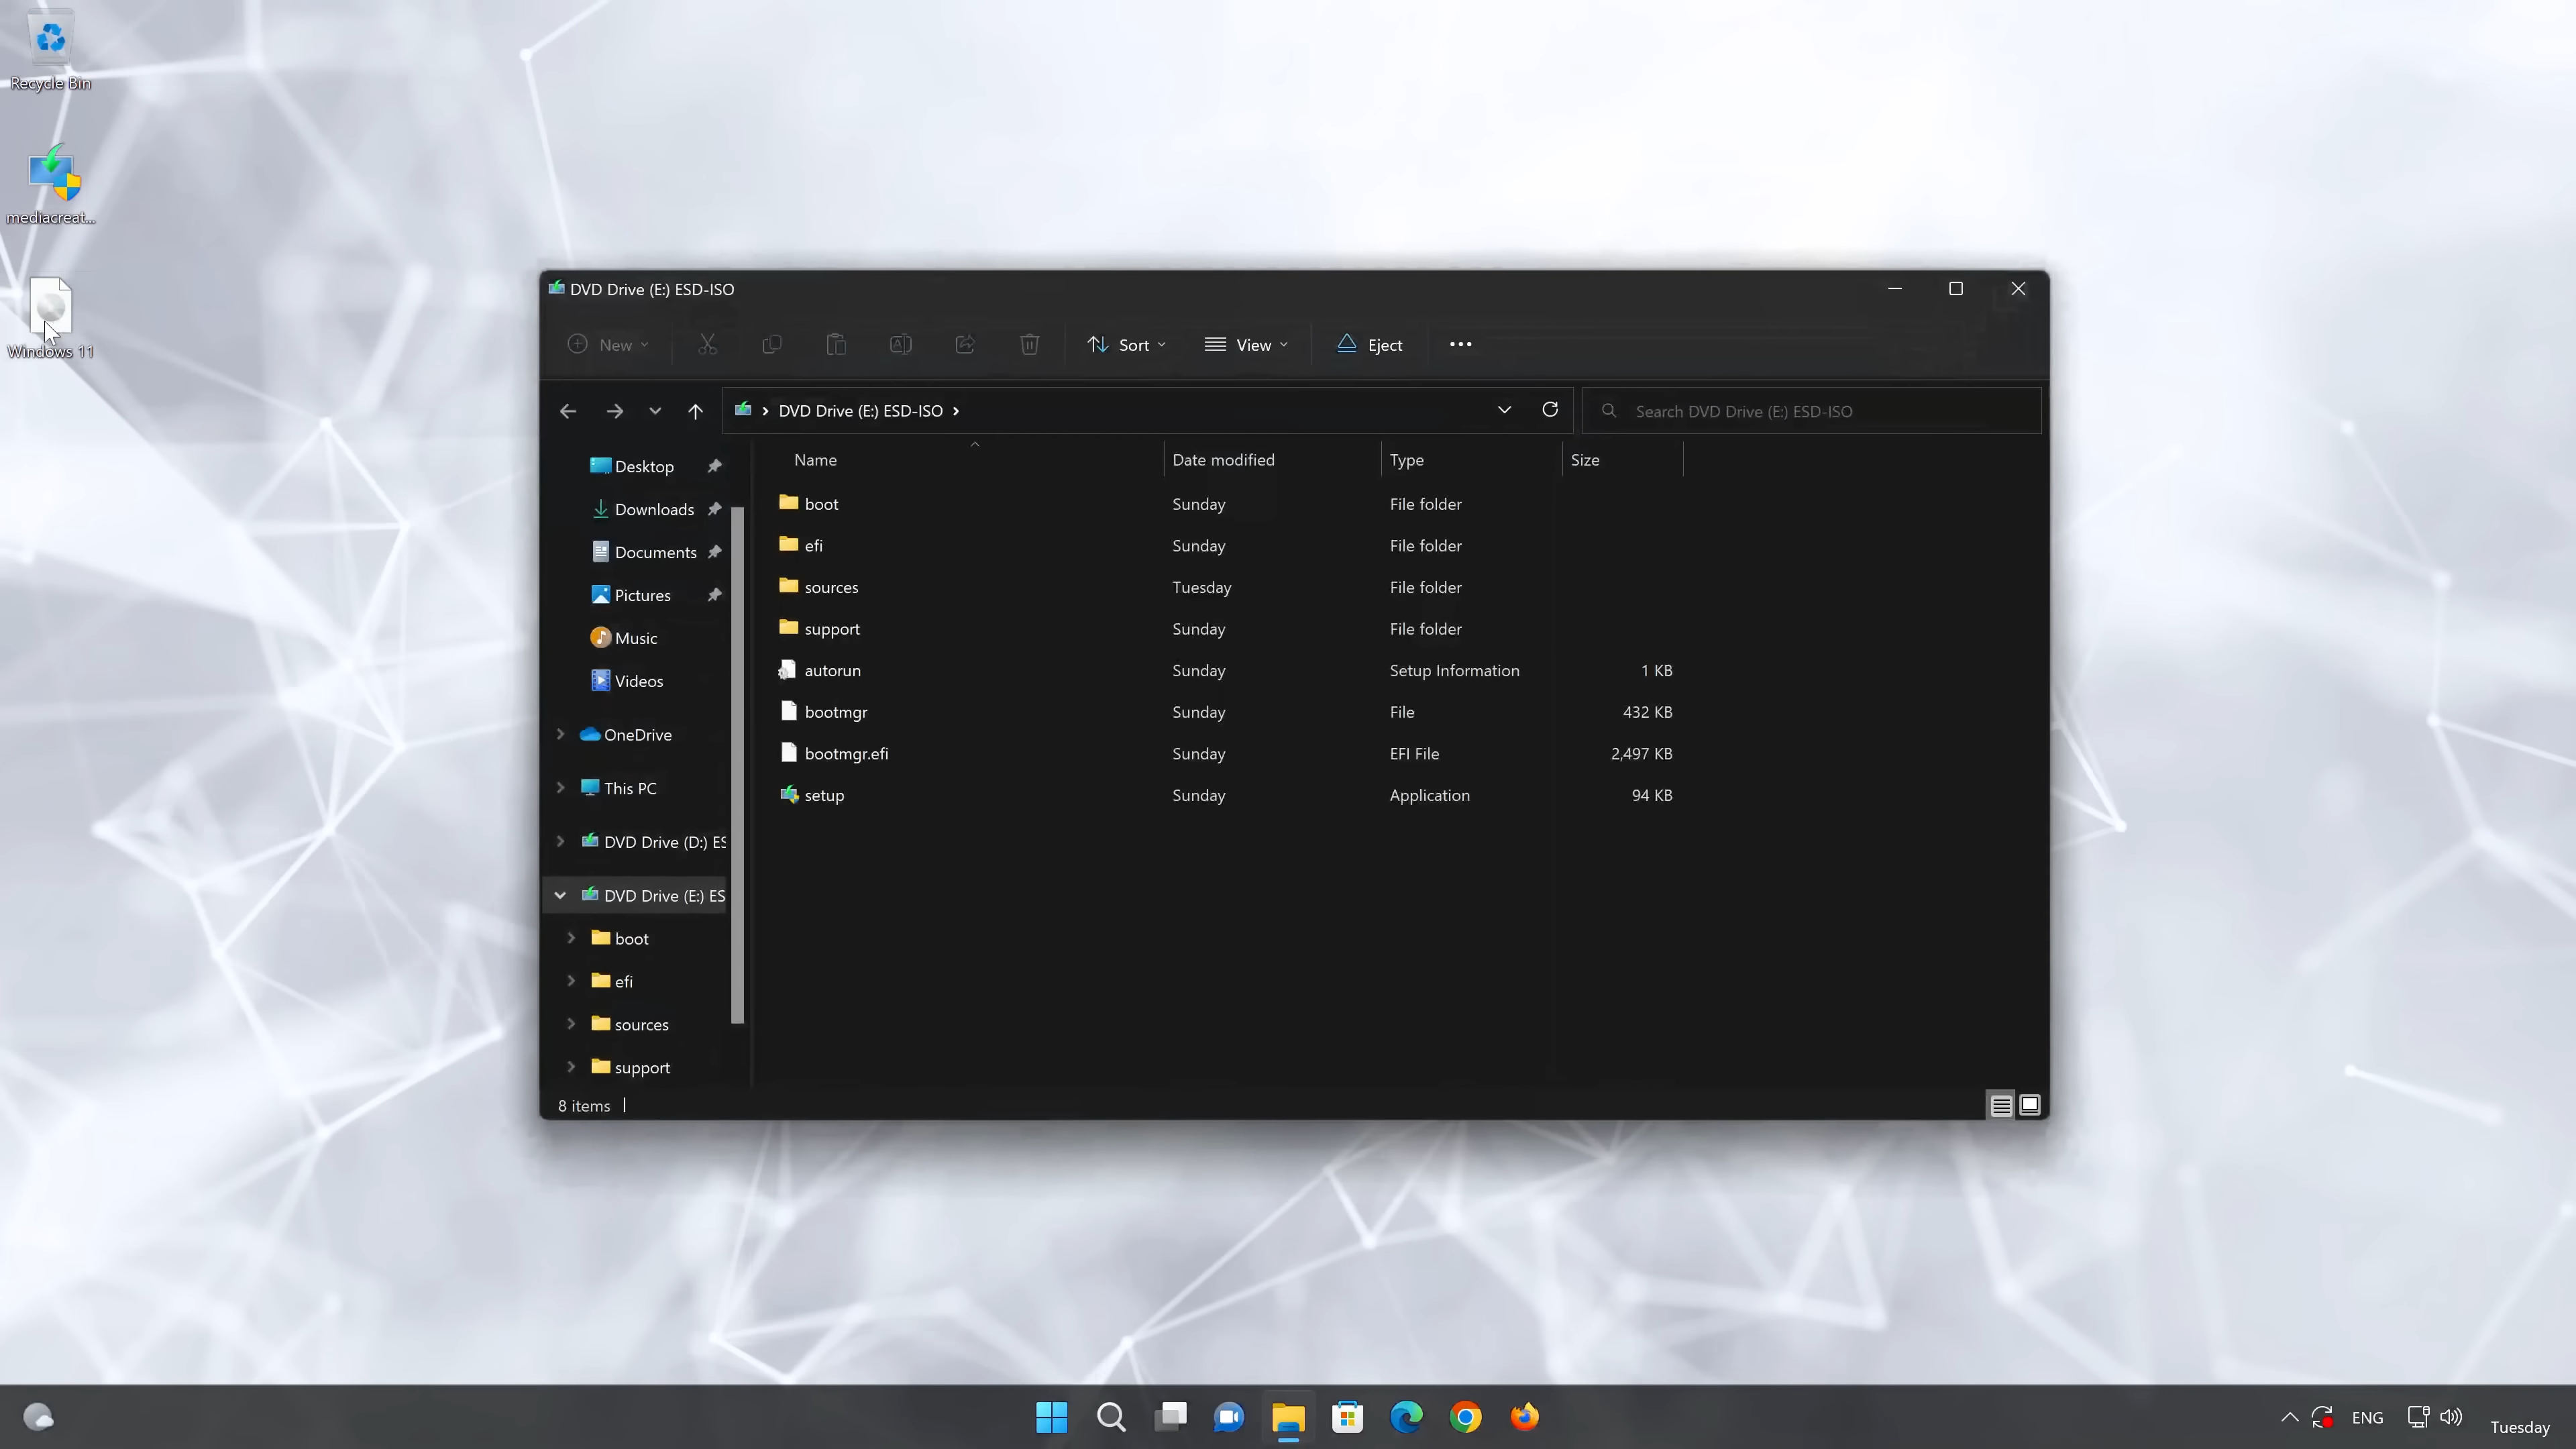 Recycle Bin
mediacreat...
Windows 11
DVD Drive (E:) ESD-ISO
New
Sort
View
Eject
DVD Drive (E:) ESD-ISO
Search DVD Drive (E:) ESD-ISO
Desktop
Downloads
Documents
Pictures
Music
Videos
OneDrive
This PC
DVD Drive (D:) ES
DVD Drive (E:) ES
boot
efi
sources
support
Name Date modified Type Size
boot Sunday File folder
efi Sunday File folder
sources Tuesday File folder
support Sunday File folder
autorun Sunday Setup Information 1 KB
bootmgr Sunday File 432 KB
bootmgr.efi Sunday EFI File 2,497 KB
setup Sunday Application 94 KB
8 items
ENG
Tuesday